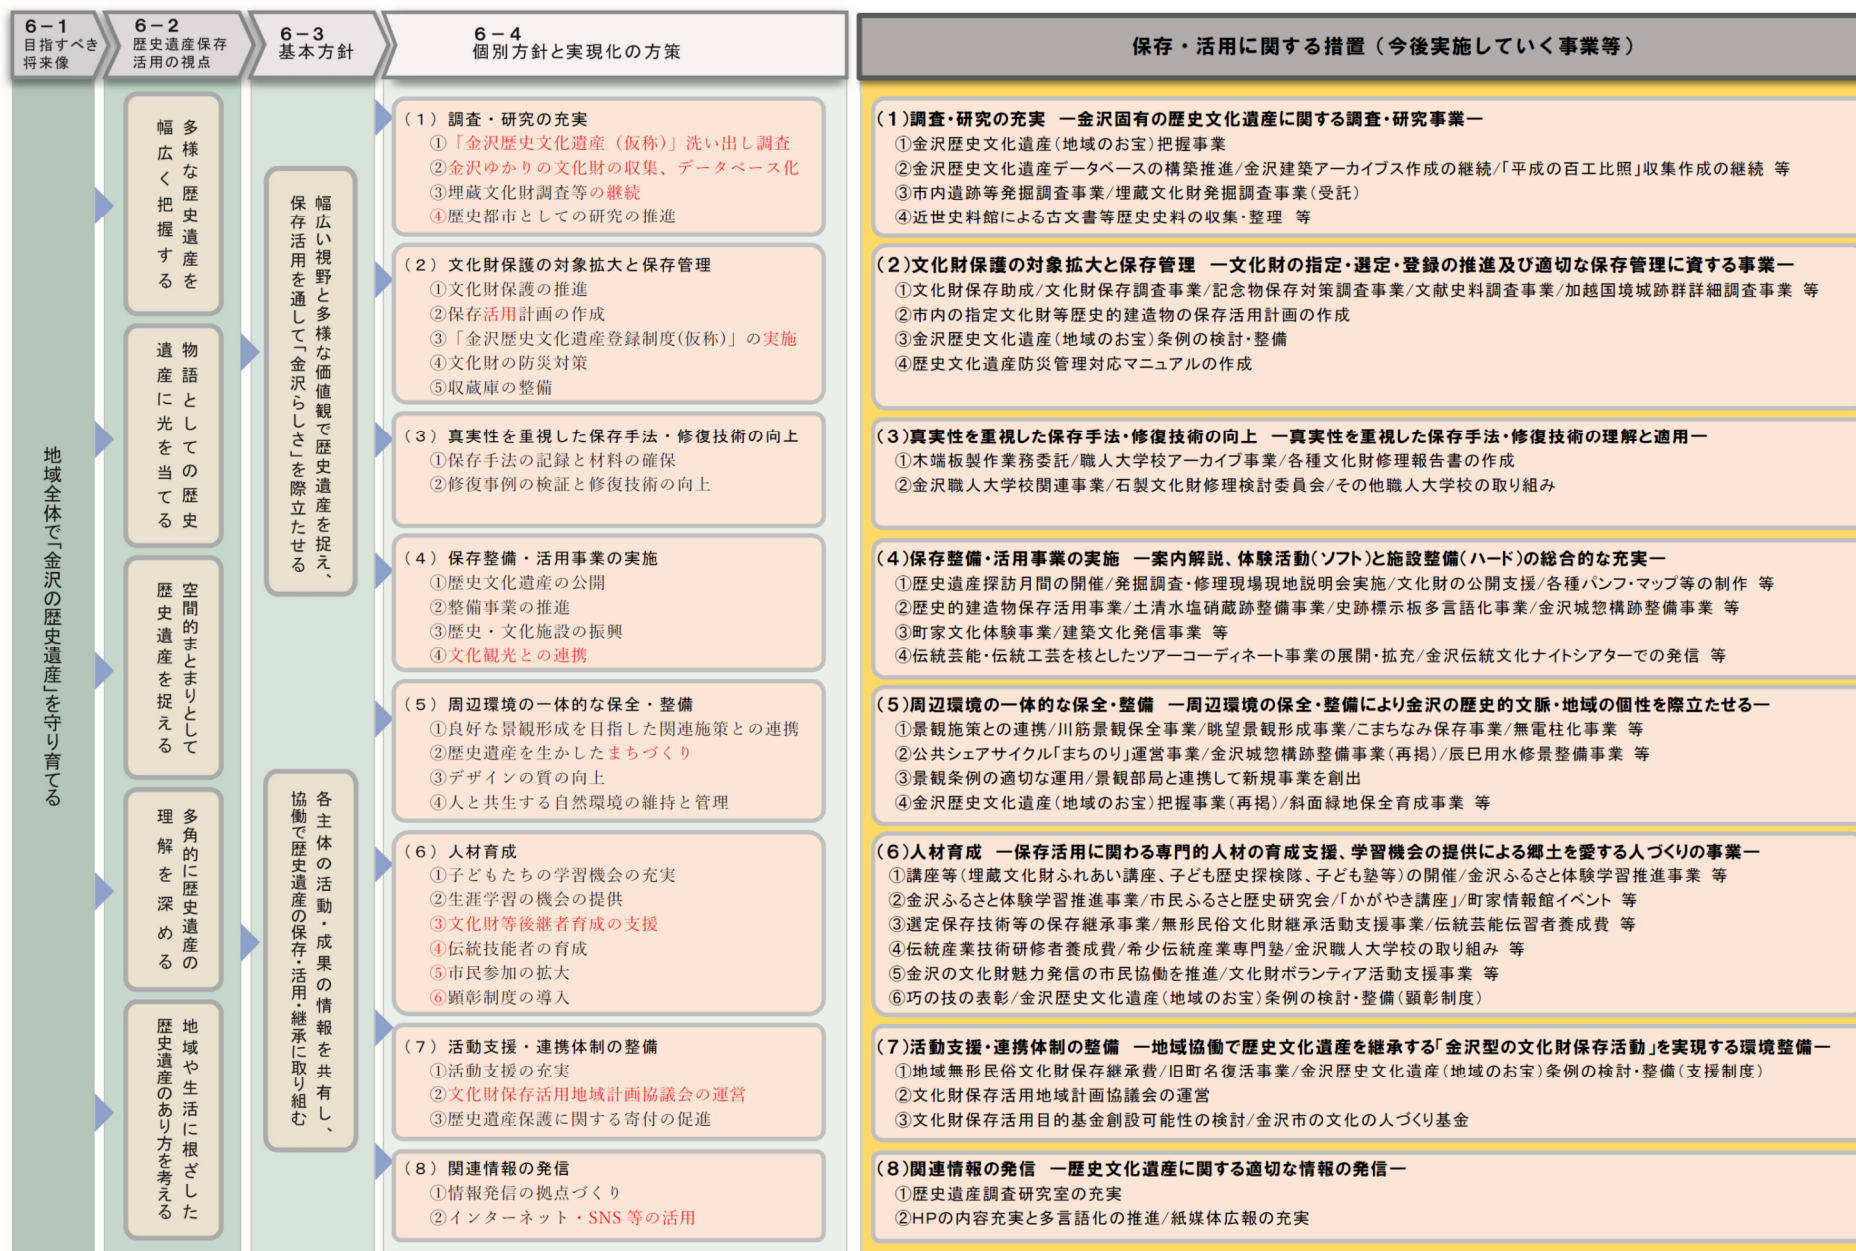 6－1
目指すべき
将来像
6－2
歴史遺産保存
活用の視点
6－3
基本方針
6－4
個別方針と実現化の方策
保存・活用に関する措置（今後実施していく事業等）
地域全体で「金沢の歴史遺産」を守り育てる
多様な歴史遺産を
幅広く把握する
物語としての歴史
遺産に光を当てる
空間的まとまりとして
歴史遺産を捉える
多角的に歴史遺産の
理解を深める
地域や生活に根ざした
歴史遺産のあり方を考える
幅広い視野と多様な価値観で歴史遺産を捉え、
保存活用を通して「金沢らしさ」を際立たせる
各主体の活動・成果の情報を共有し、
協働で歴史遺産の保存・活用・継承に取り組む
（1）調査・研究の充実
①「金沢歴史文化遺産（仮称）」洗い出し調査
②金沢ゆかりの文化財の収集、データベース化
③埋蔵文化財調査等の継続
④歴史都市としての研究の推進
（2）文化財保護の対象拡大と保存管理
①文化財保護の推進
②保存活用計画の作成
③「金沢歴史文化遺産登録制度(仮称)」の実施
④文化財の防災対策
⑤収蔵庫の整備
（3）真実性を重視した保存手法・修復技術の向上
①保存手法の記録と材料の確保
②修復事例の検証と修復技術の向上
（4）保存整備・活用事業の実施
①歴史文化遺産の公開
②整備事業の推進
③歴史・文化施設の振興
④文化観光との連携
（5）周辺環境の一体的な保全・整備
①良好な景観形成を目指した関連施策との連携
②歴史遺産を生かしたまちづくり
③デザインの質の向上
④人と共生する自然環境の維持と管理
（6）人材育成
①子どもたちの学習機会の充実
②生涯学習の機会の提供
③文化財等後継者育成の支援
④伝統技能者の育成
⑤市民参加の拡大
⑥顕彰制度の導入
（7）活動支援・連携体制の整備
①活動支援の充実
②文化財保存活用地域計画協議会の運営
③歴史遺産保護に関する寄付の促進
（8）関連情報の発信
①情報発信の拠点づくり
②インターネット・SNS 等の活用
（1）調査・研究の充実 ―金沢固有の歴史文化遺産に関する調査・研究事業―
①金沢歴史文化遺産（地域のお宝）把握事業
②金沢歴史文化遺産データベースの構築推進/金沢建築アーカイブス作成の継続/「平成の百工比照」収集作成の継続 等
③市内遺跡等発掘調査事業/埋蔵文化財発掘調査事業（受託）
④近世史料館による古文書等歴史史料の収集・整理 等
（2）文化財保護の対象拡大と保存管理 ―文化財の指定・選定・登録の推進及び適切な保存管理に資する事業―
①文化財保存助成/文化財保存調査事業/記念物保存対策調査事業/文献史料調査事業/加越国境城跡群詳細調査事業 等
②市内の指定文化財等歴史的建造物の保存活用計画の作成
③金沢歴史文化遺産（地域のお宝）条例の検討・整備
④歴史文化遺産防災管理対応マニュアルの作成
（3）真実性を重視した保存手法・修復技術の向上 ―真実性を重視した保存手法・修復技術の理解と適用―
①木端板製作業務委託/職人大学校アーカイブ事業/各種文化財修理報告書の作成
②金沢職人大学校関連事業/石製文化財修理検討委員会/その他職人大学校の取り組み
（4）保存整備・活用事業の実施 ―案内解説、体験活動（ソフト）と施設整備（ハード）の総合的な充実―
①歴史遺産探訪月間の開催/発掘調査・修理現場現地説明会実施/文化財の公開支援/各種パンフ・マップ等の制作 等
②歴史的建造物保存活用事業/土清水塩硝蔵跡整備事業/史跡標示板多言語化事業/金沢城惣構跡整備事業 等
③町家文化体験事業/建築文化発信事業 等
④伝統芸能・伝統工芸を核としたツアーコーディネート事業の展開・拡充/金沢伝統文化ナイトシアターでの発信 等
（5）周辺環境の一体的な保全・整備 ―周辺環境の保全・整備により金沢の歴史的文脈・地域の個性を際立たせる―
①景観施策との連携/川筋景観保全事業/眺望景観形成事業/こまちなみ保存事業/無電柱化事業 等
②公共シェアサイクル「まちのり」運営事業/金沢城惣構跡整備事業（再掲）/辰巳用水修景整備事業 等
③景観条例の適切な運用/景観部局と連携して新規事業を創出
④金沢歴史文化遺産（地域のお宝）把握事業（再掲）/斜面緑地保全育成事業 等
（6）人材育成 ―保存活用に関わる専門的人材の育成支援、学習機会の提供による郷土を愛する人づくりの事業―
①講座等（埋蔵文化財ふれあい講座、子ども歴史探検隊、子ども塾等）の開催/金沢ふるさと体験学習推進事業 等
②金沢ふるさと体験学習推進事業/市民ふるさと歴史研究会/「かがやき講座」/町家情報館イベント 等
③選定保存技術等の保存継承事業/無形民俗文化財継承活動支援事業/伝統芸能伝習者養成費 等
④伝統産業技術研修者養成費/希少伝統産業専門塾/金沢職人大学校の取り組み 等
⑤金沢の文化財魅力発信の市民協働を推進/文化財ボランティア活動支援事業 等
⑥巧の技の表彰/金沢歴史文化遺産（地域のお宝）条例の検討・整備（顕彰制度）
（7）活動支援・連携体制の整備 ―地域協働で歴史文化遺産を継承する「金沢型の文化財保存活動」を実現する環境整備―
①地域無形民俗文化財保存継承費/旧町名復活事業/金沢歴史文化遺産（地域のお宝）条例の検討・整備（支援制度）
②文化財保存活用地域計画協議会の運営
③文化財保存活用目的基金創設可能性の検討/金沢市の文化の人づくり基金
（8）関連情報の発信 ―歴史文化遺産に関する適切な情報の発信―
①歴史遺産調査研究室の充実
②HPの内容充実と多言語化の推進/紙媒体広報の充実